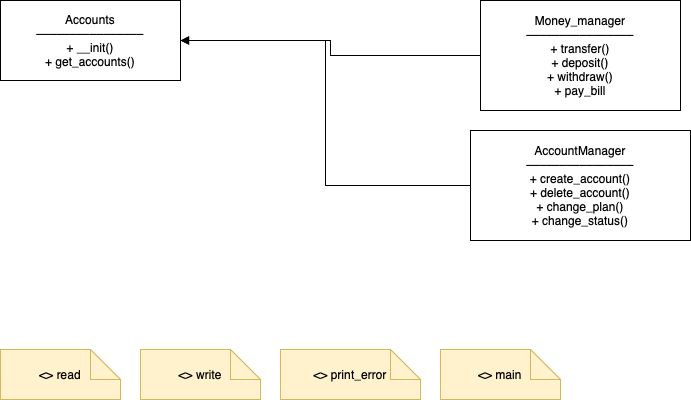 Accounts
+ __init()
+ get_accounts()
Money_manager
+ transfer()
+ deposit()
+ withdraw()
+ pay_bill
AccountManager
+ create_account()
+ delete_account()
+ change_plan()
+ change_status()
<> read
<> write
<> print_error
<> main